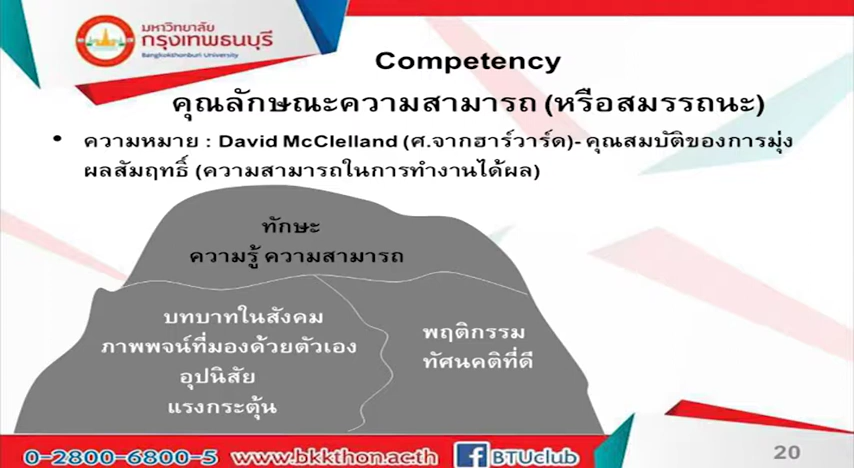 มหาวิทยาลัย
กรุงเทพธนบุรี
Bangkokthonburi University
Competency
คุณลักษณะความสามารถ (หรือสมรรถนะ)
• ความหมาย : David McClelland (ศ.จากฮาร์วาร์ด)- คุณสมบัติของการมุ่ง
ผลสัมฤทธิ์ (ความสามารถในการทำงานได้ผล)
ทักษะ
ความรู้ ความสามารถ
บทบาทในสังคม
ภาพพจน์ที่มองด้วยตัวเอง
อุปนิสัย
แรงกระตุ้น
พฤติกรรม
ทัศนคติที่ดี
0-2800-6800-5 www.bkkthon.ac.th f BTUclub
20